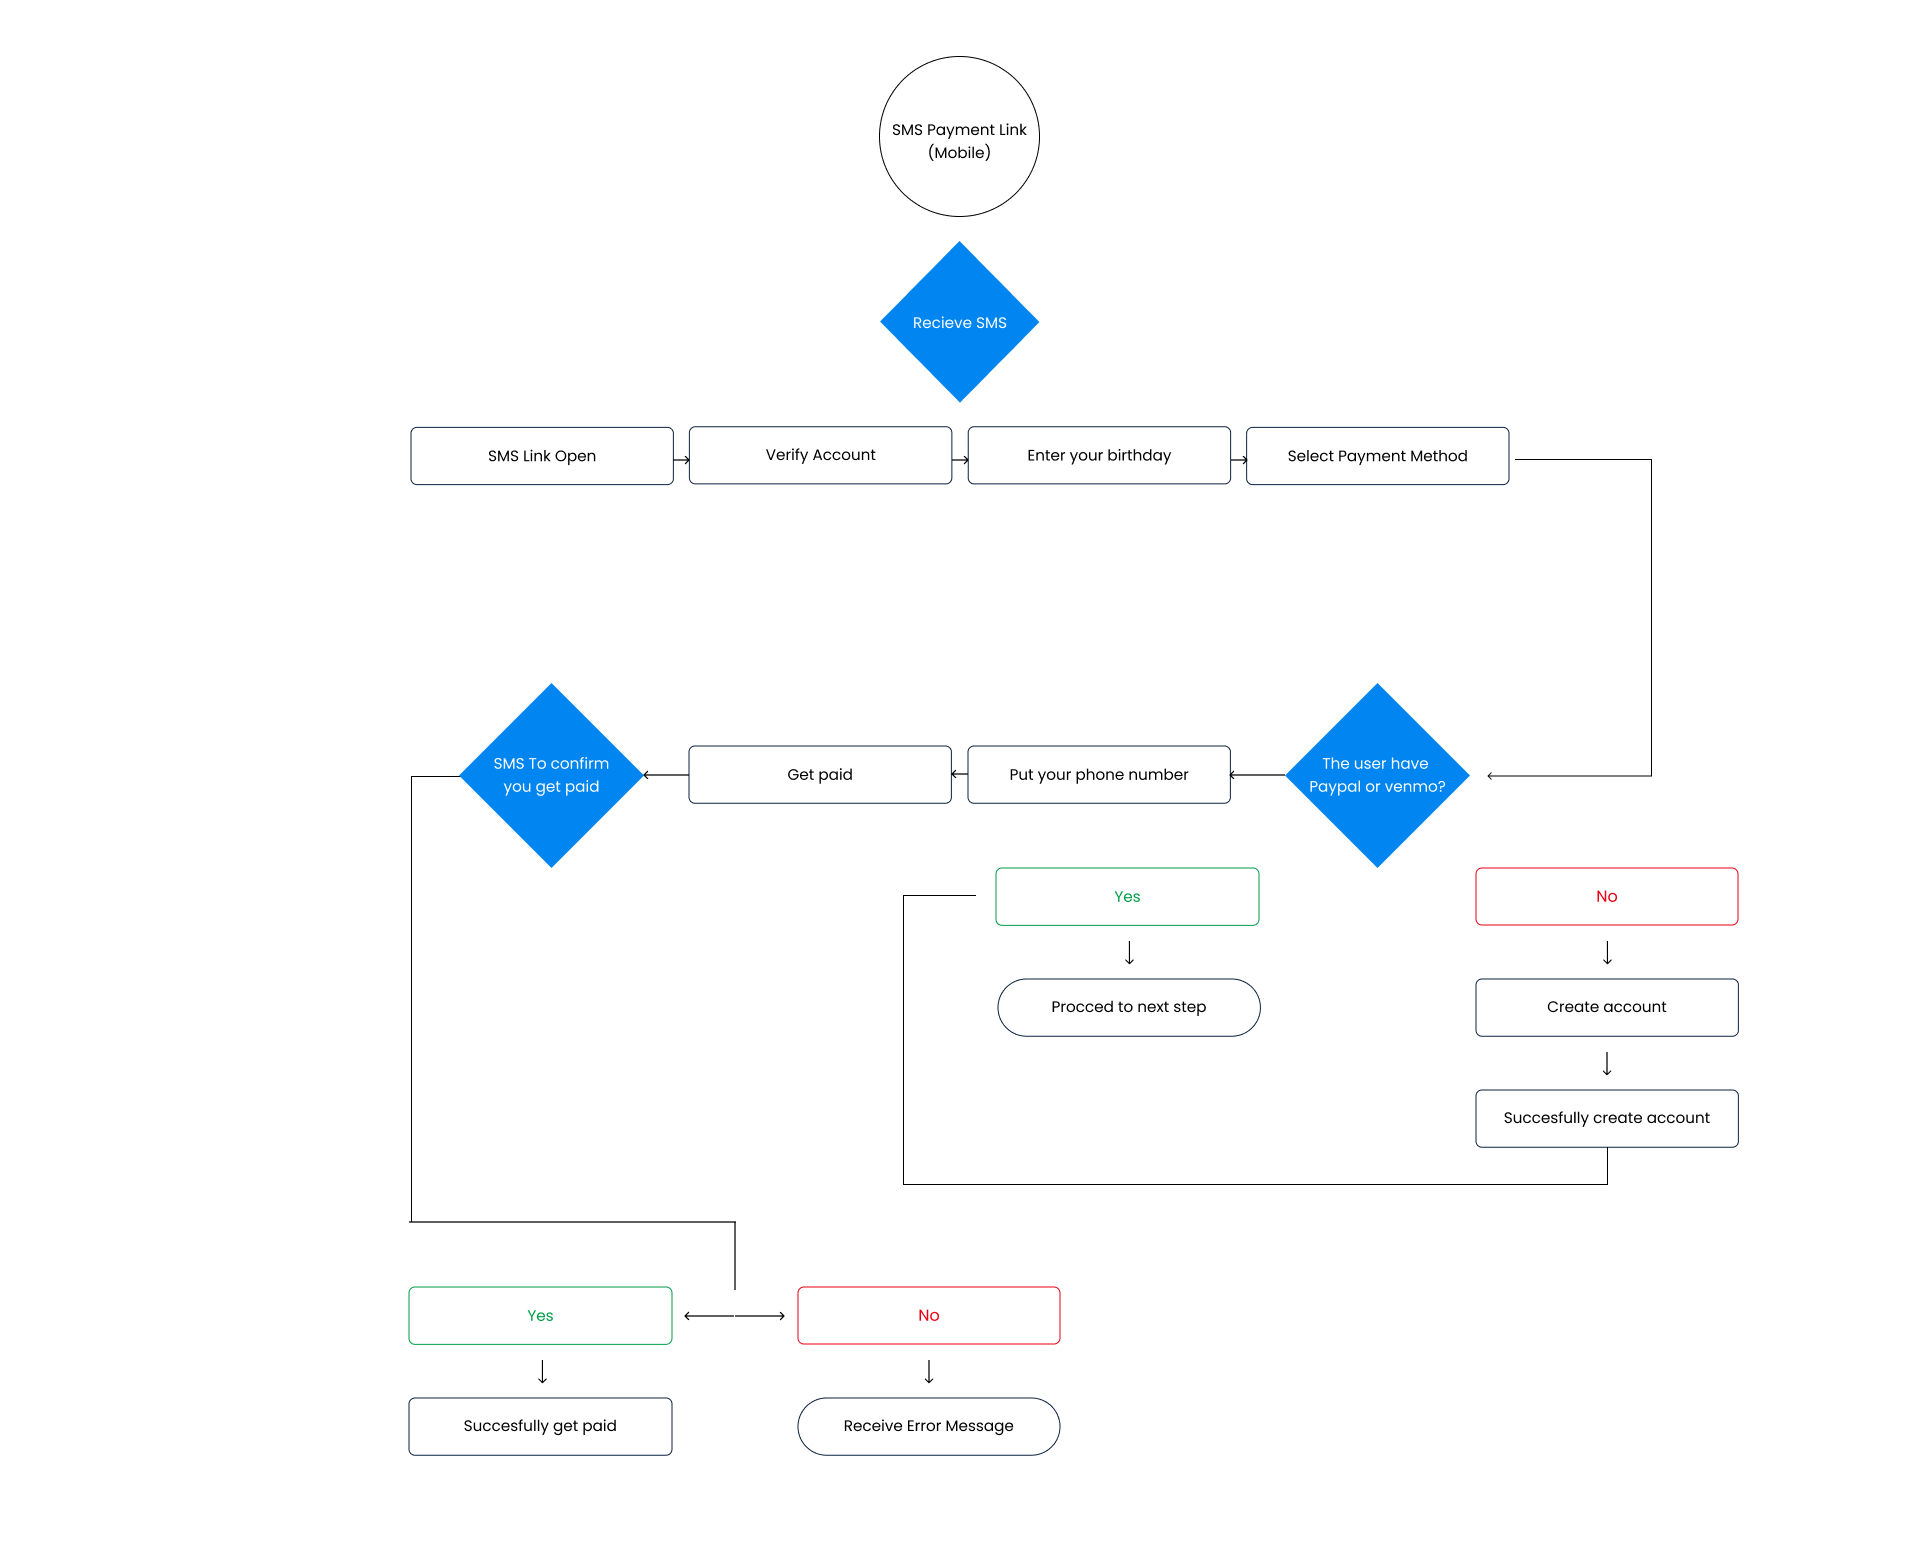 SMS Payment Link
(Mobile)
Recieve SMS
SMS Link Open
Verify Account
Enter your birthday
Select Payment Method
SMS To confirm
you get paid
Get paid
Put your phone number
The user have
Paypal or venmo?
Yes
No
Procced to next step
Create account
Succesfully create account
Yes
No
Succesfully get paid
Receive Error Message